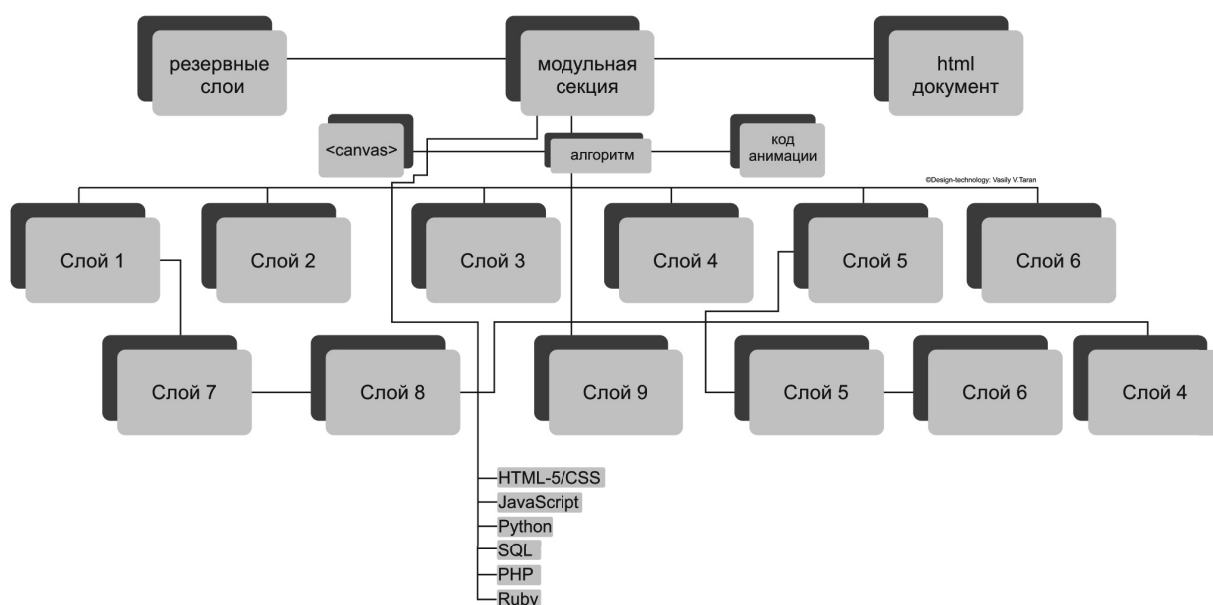 резервные
слои
модульная
секция
html
документ
<canvas>
алгоритм
код
анимации
©Design-technology: Vasily V.Taran
Слой 1
Слой 2
Слой 3
Слой 4
Слой 5
Слой 6
Слой 7
Слой 8
Слой 9
Слой 5
Слой 6
Слой 4
HTML-5/CSS
JavaScript
Python
SQL
PHP
Ruby